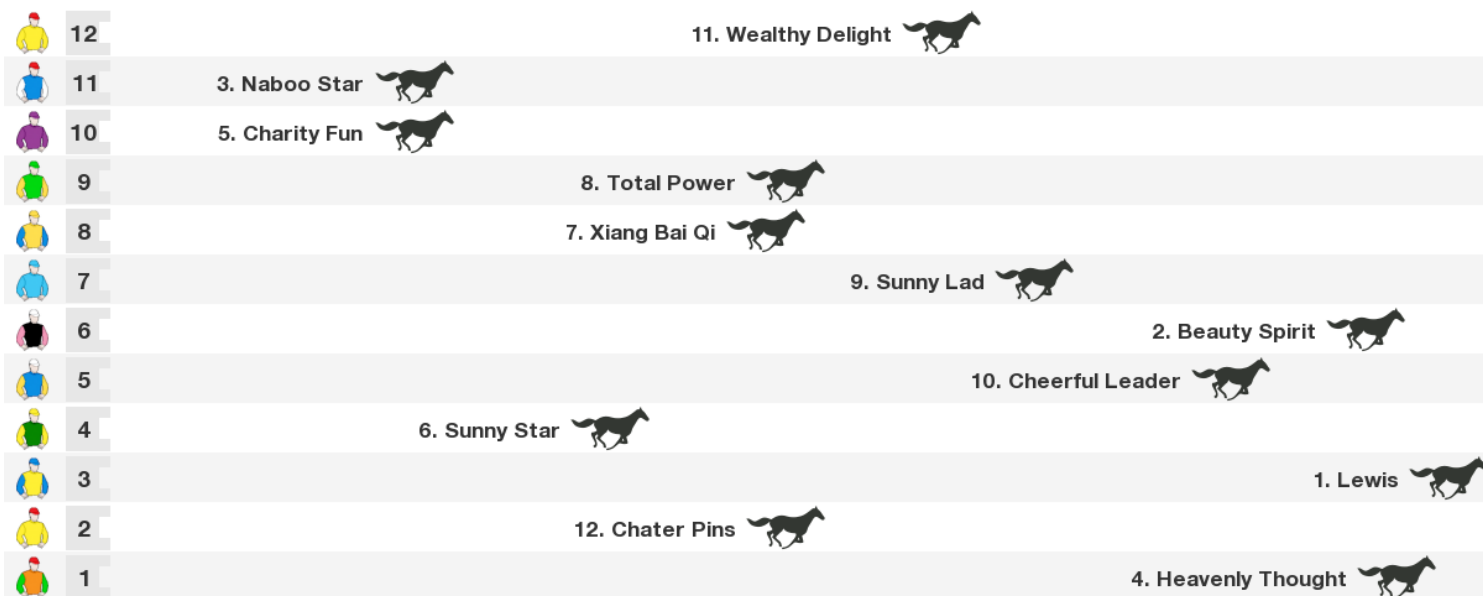 12 11. Wealthy Delight
11 3. Naboo Star
10 5. Charity Fun
9 8. Total Power
8 7. Xiang Bai Qi
7 9. Sunny Lad
6 2. Beauty Spirit
5 10. Cheerful Leader
4 6. Sunny Star
3 1. Lewis
2 12. Chater Pins
1 4. Heavenly Thought